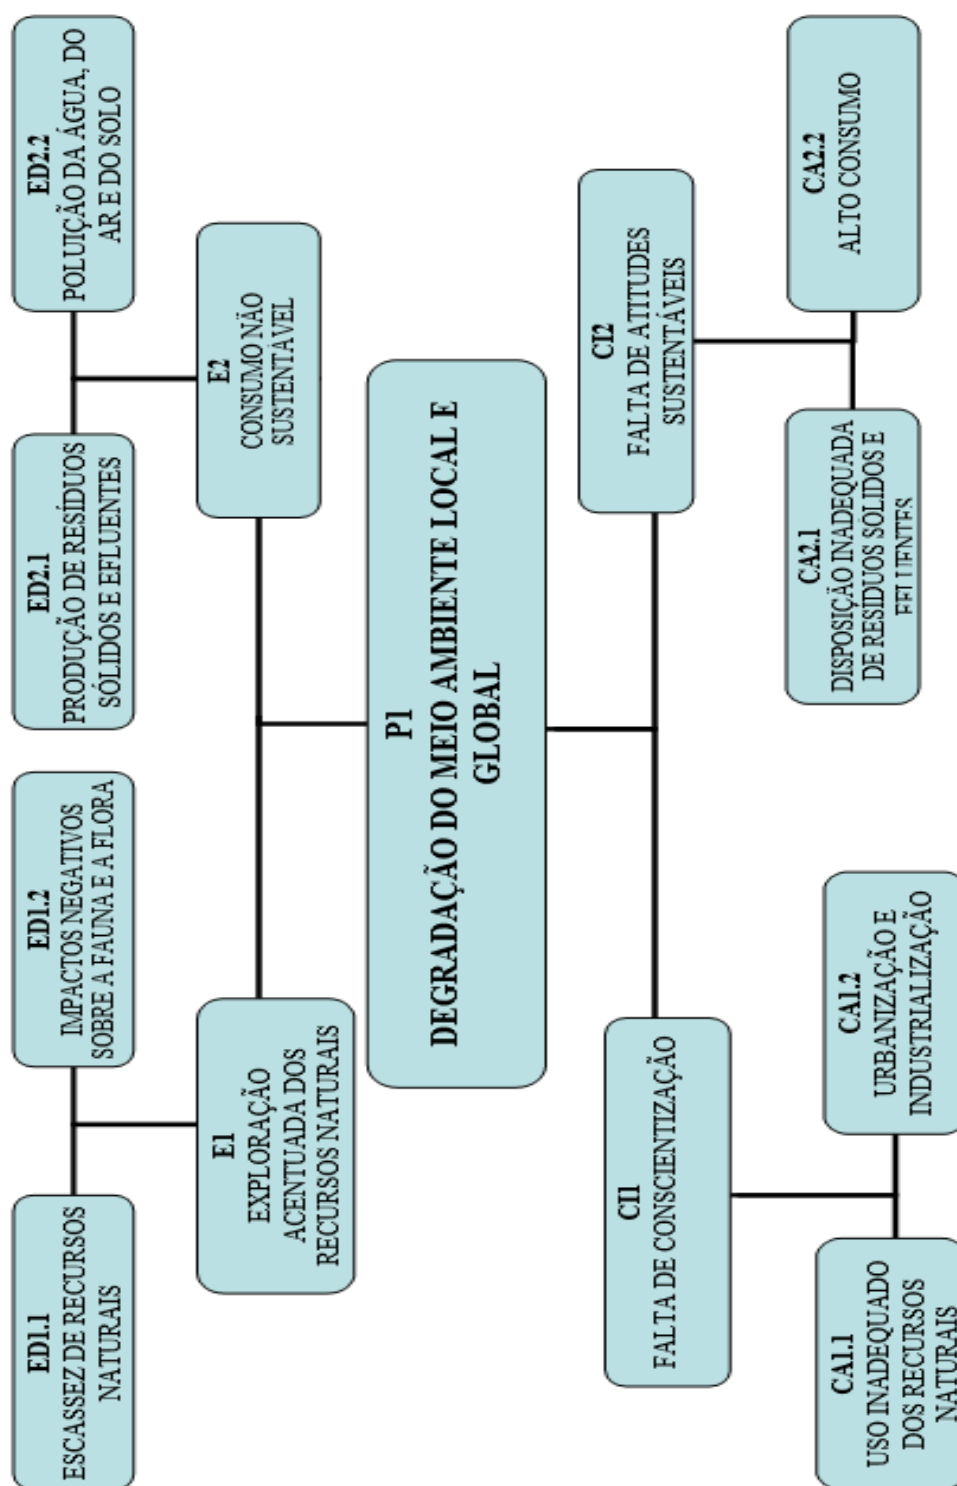 ED1.1
ESCASSEZ DE RECURSOS
NATURAIS
ED1.2
IMPACTOS NEGATIVOS
SOBRE A FAUNA E A FLORA
ED2.1
PRODUÇÃO DE RESÍDUOS
SÓLIDOS E EFLUENTES
ED2.2
POLUIÇÃO DA ÁGUA, DO
AR E DO SOLO
E1
EXPLORAÇÃO
ACENTUADA DOS
RECURSOS NATURAIS
E2
CONSUMO NÃO
SUSTENTÁVEL
P1
DEGRADAÇÃO DO MEIO AMBIENTE LOCAL E
GLOBAL
CI1
FALTA DE CONSCIENTIZAÇÃO
CI2
FALTA DE ATITUDES
SUSTENTÁVEIS
CA1.1
USO INADEQUADO
DOS RECURSOS
NATURAIS
CA1.2
URBANIZAÇÃO E
INDUSTRIALIZAÇÃO
CA2.1
DISPOSIÇÃO INADEQUADA
DE RESÍDUOS SÓLIDOS E
EFLUENTES
CA2.2
ALTO CONSUMO